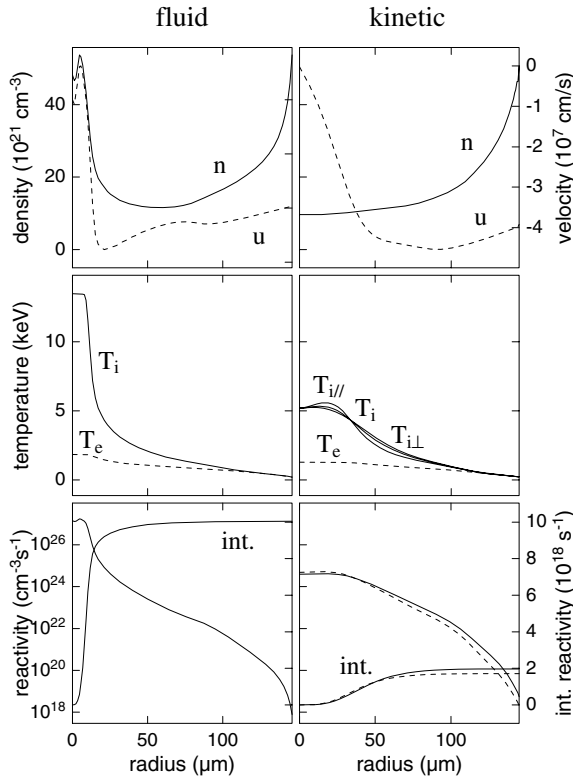 fluid kinetic
density (10²¹ cm⁻³)
40
20
0
n
u
n
u
0
-1
-2
-3
-4
velocity (10⁷ cm/s)
temperature (keV)
10
5
0
Tᵢ
Tₑ
Tᵢ//
Tᵢ
Tᵢ⊥
Tₑ
reactivity (cm⁻³s⁻¹)
10²⁶
10²⁴
10²²
10²⁰
10¹⁸
int.
int.
10
8
6
4
2
0
int. reactivity (10¹⁸ s⁻¹)
0 50 100 0 50 100
radius (µm) radius (µm)